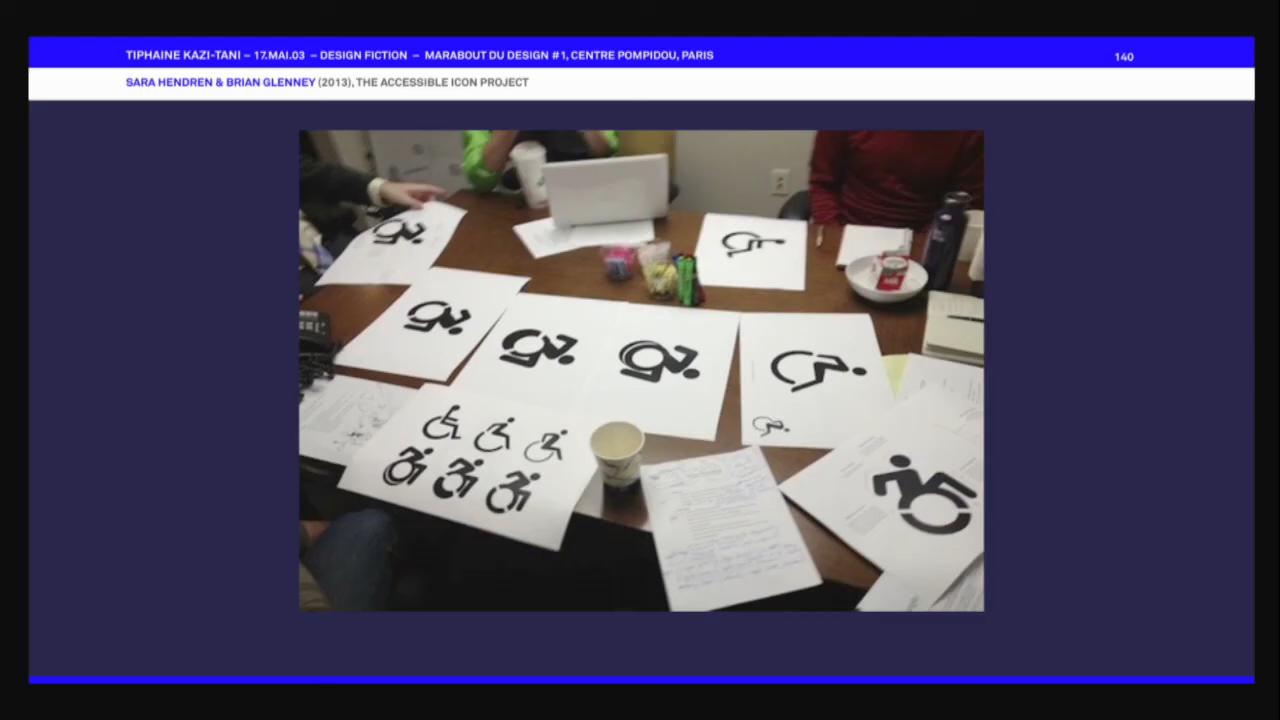 TIPHAINE KAZI-TANI – 17.MAI.03 – DESIGN FICTION – MARABOUT DU DESIGN #1, CENTRE POMPIDOU, PARIS
140
SARA HENDREN & BRIAN GLENNEY (2013), THE ACCESSIBLE ICON PROJECT